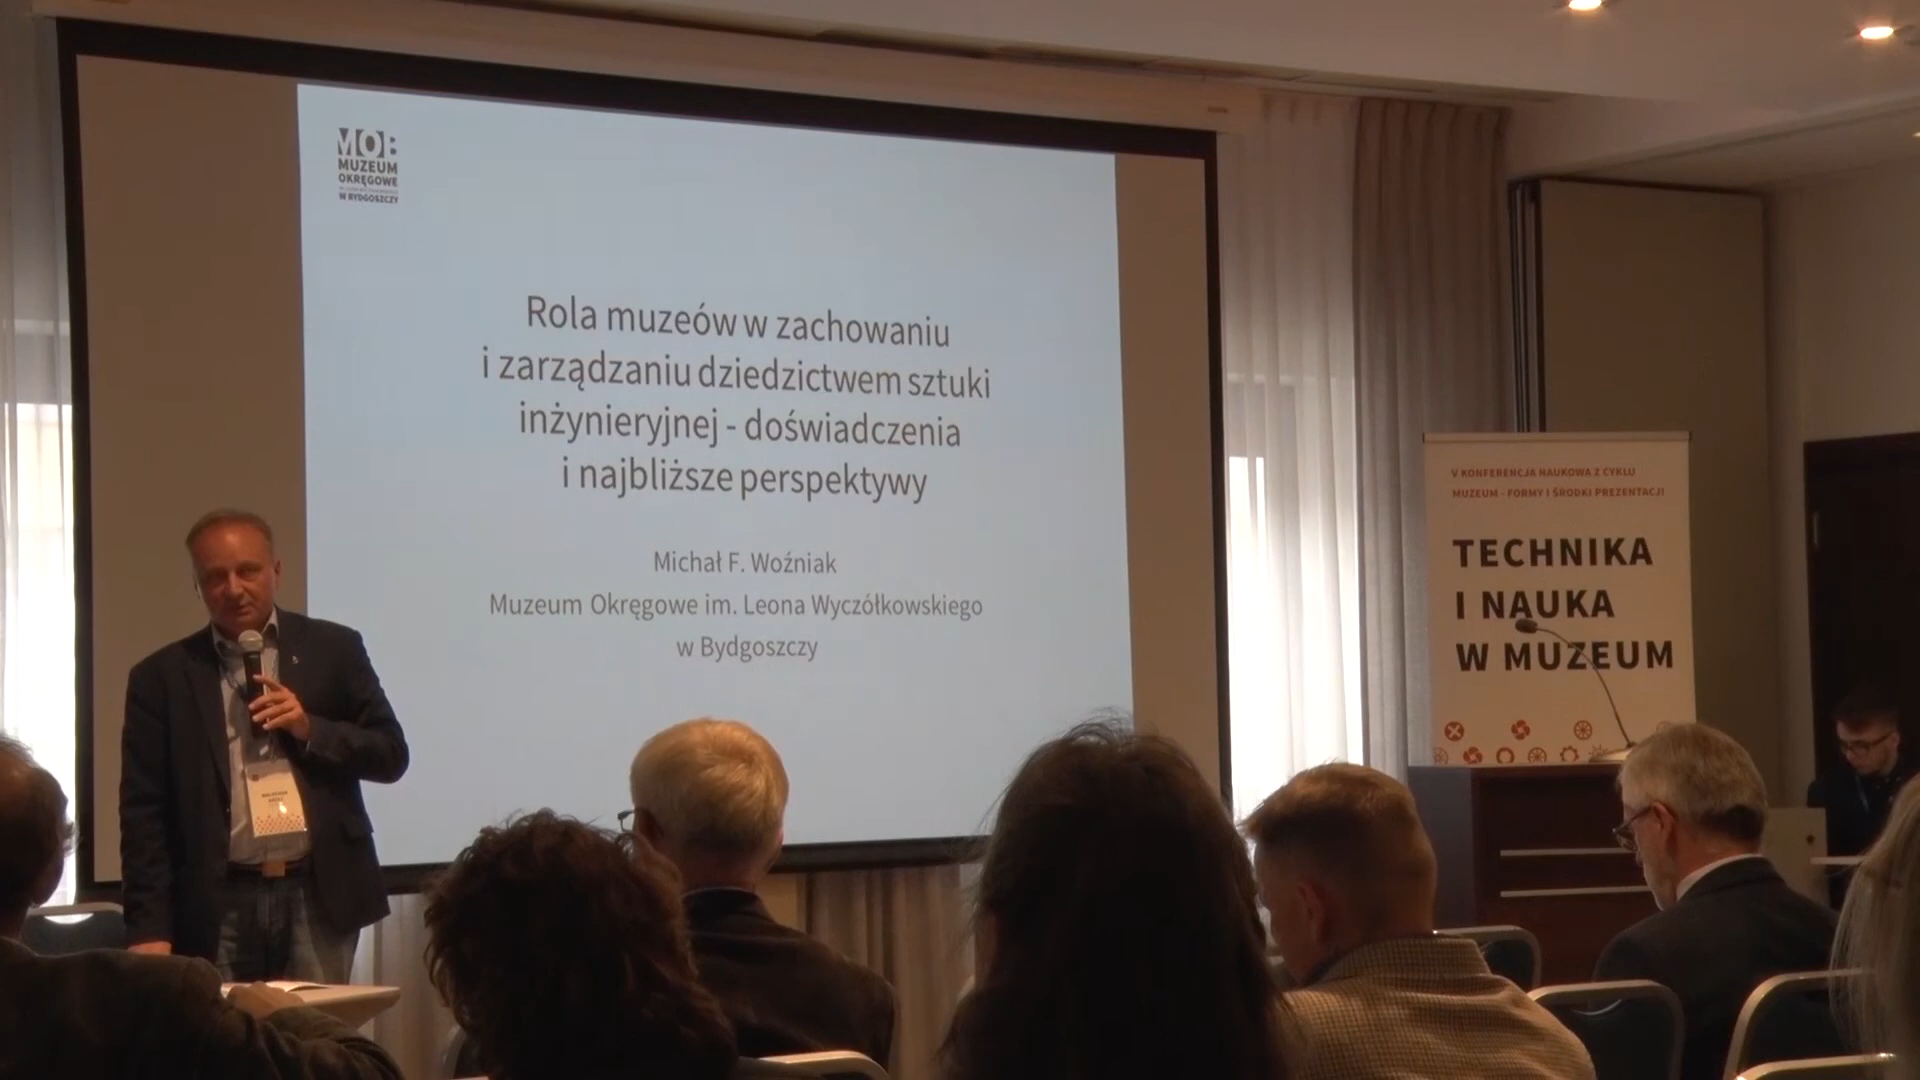 MOB
MUZEUM
OKRĘGOWE
W BYDGOSZCZY
Rola muzeów w zachowaniu
i zarządzaniu dziedzictwem sztuki
inżynieryjnej - doświadczenia
i najbliższe perspektywy
Michał F. Woźniak
Muzeum Okręgowe im. Leona Wyczółkowskiego
w Bydgoszczy
V KONFERENCJA NAUKOWA Z CYKLU
MUZEUM - FORMY I ŚRODKI PREZENTACJI
TECHNIKA
I NAUKA
W MUZEUM